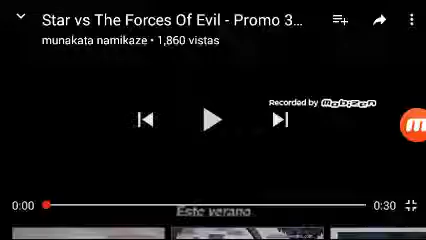 Star vs The Forces Of Evil - Promo 3...
munakata namikaze • 1,860 vistas
Recorded by Mobizen
0:00
0:30
Este verano